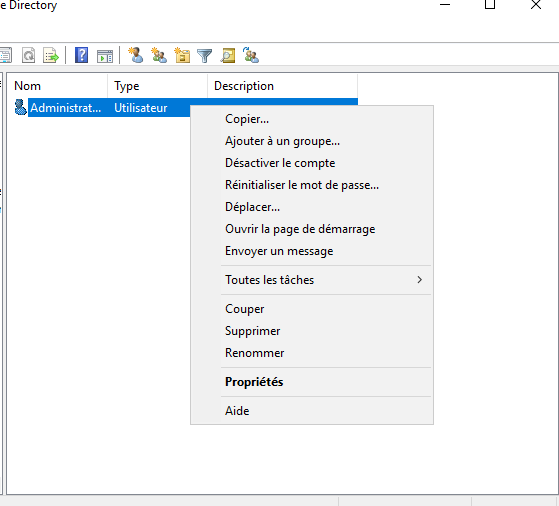 e Directory
Nom Type Description
Administrat... Utilisateur
Copier...
Ajouter à un groupe...
Désactiver le compte
Réinitialiser le mot de passe...
Déplacer...
Ouvrir la page de démarrage
Envoyer un message
Toutes les tâches
Couper
Supprimer
Renommer
Propriétés
Aide